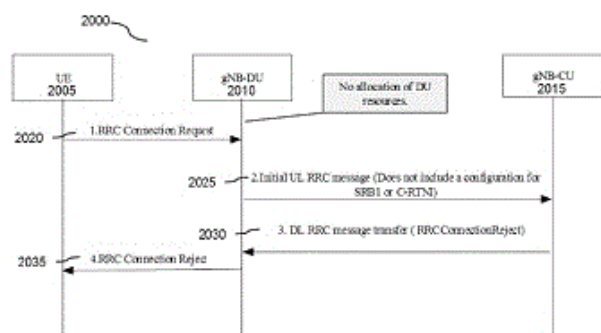 2000
UE
2005
gNB-DU
2010
gNB-CU
2015
No allocation of DU
resources.
2020
1.RRC Connection Request
2025
2.Initial UL RRC message (Does not include a configuration for
SRB1 or C-RTNI)
2030
3. DL RRC message transfer ( RRCConnectionReject)
2035
4.RRC Connection Reject